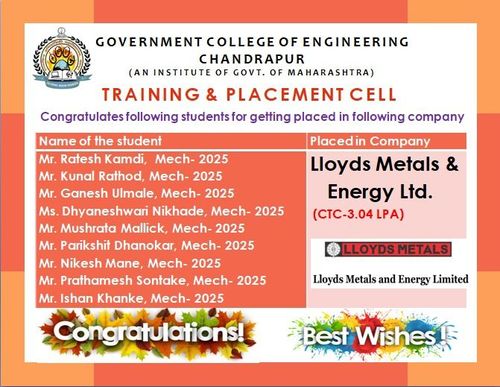 GOVERNMENT COLLEGE OF ENGINEERING
CHANDRAPUR
(AN INSTITUTE OF GOVT. OF MAHARASHTRA)
TRAINING & PLACEMENT CELL
Congratulates following students for getting placed in following company
Name of the student
Mr. Ratesh Kamdi, Mech- 2025
Mr. Kunal Rathod, Mech- 2025
Mr. Ganesh Ulmale, Mech- 2025
Ms. Dhyaneshwari Nikhade, Mech- 2025
Mr. Mushrata Mallick, Mech- 2025
Mr. Parikshit Dhanokar, Mech- 2025
Mr. Nikesh Mane, Mech- 2025
Mr. Prathamesh Sontake, Mech- 2025
Mr. Ishan Khanke, Mech- 2025
Placed in Company
Lloyds Metals &
Energy Ltd.
(CTC-3.04 LPA)
LLOYDS METALS
Lloyds Metals and Energy Limited
Congratulations!
Best Wishes!